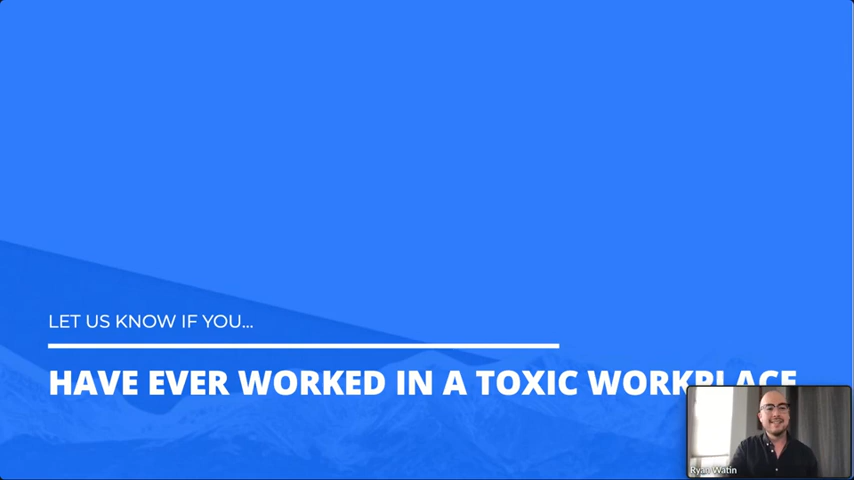 LET US KNOW IF YOU...
HAVE EVER WORKED IN A TOXIC WORKPLACE
Ryan Watin